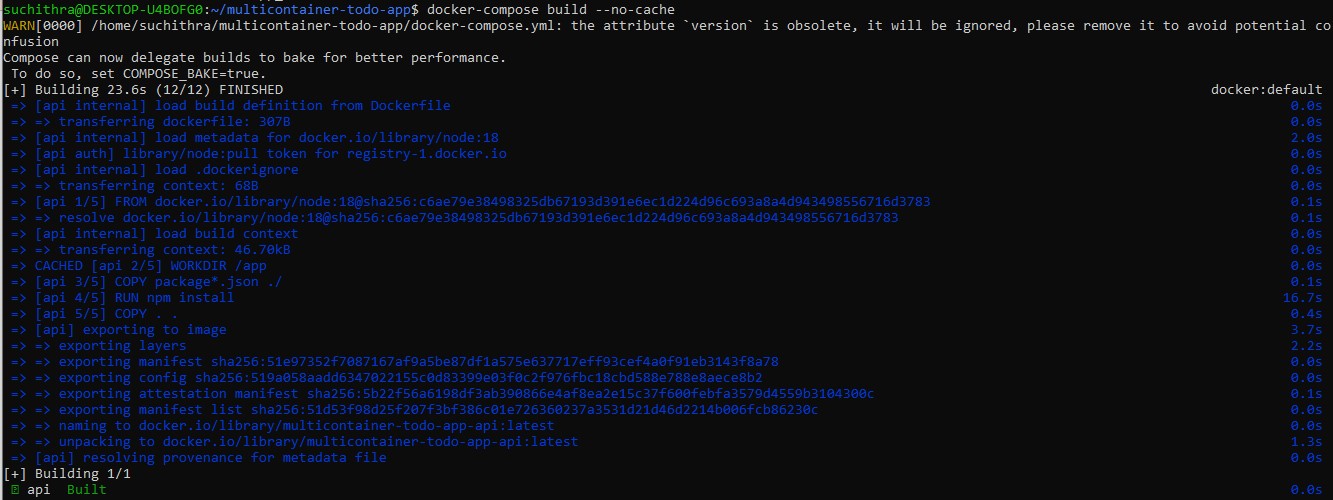 suchithra@DESKTOP-U4BOFG0:~/multicontainer-todo-app$ docker-compose build --no-cache
WARN[0000] /home/suchithra/multicontainer-todo-app/docker-compose.yml: the attribute `version` is obsolete, it will be ignored, please remove it to avoid potential co
nfusion
Compose can now delegate builds to bake for better performance.
 To do so, set COMPOSE_BAKE=true.
[+] Building 23.6s (12/12) FINISHED docker:default
 => [api internal] load build definition from Dockerfile 0.0s
 => => transferring dockerfile: 307B 0.0s
 => [api internal] load metadata for docker.io/library/node:18 2.0s
 => [api auth] library/node:pull token for registry-1.docker.io 0.0s
 => [api internal] load .dockerignore 0.0s
 => => transferring context: 68B 0.0s
 => [api 1/5] FROM docker.io/library/node:18@sha256:c6ae79e38498325db67193d391e6ec1d224d96c693a8a4d943498556716d3783 0.1s
 => => resolve docker.io/library/node:18@sha256:c6ae79e38498325db67193d391e6ec1d224d96c693a8a4d943498556716d3783 0.1s
 => [api internal] load build context 0.0s
 => => transferring context: 46.70kB 0.0s
 => CACHED [api 2/5] WORKDIR /app 0.0s
 => [api 3/5] COPY package*.json ./ 0.1s
 => [api 4/5] RUN npm install 16.7s
 => [api 5/5] COPY . . 0.4s
 => [api] exporting to image 3.7s
 => => exporting layers 2.2s
 => => exporting manifest sha256:51e97352f7087167af9a5be87df1a575e637717eff93cef4a0f91eb3143f8a78 0.0s
 => => exporting config sha256:519a058aadd6347022155c0d83399e03f0c2f976fbc18cbd588e788e8aece8b2 0.0s
 => => exporting attestation manifest sha256:5b22f56a6198df3ab390866e4af8ea2e15c37f600febfa3579d4559b3104300c 0.1s
 => => exporting manifest list sha256:51d53f98d25f207f3bf386c01e726360237a3531d21d46d2214b006fcb86230c 0.0s
 => => naming to docker.io/library/multicontainer-todo-app-api:latest 0.0s
 => => unpacking to docker.io/library/multicontainer-todo-app-api:latest 1.3s
 => [api] resolving provenance for metadata file 0.0s
[+] Building 1/1
 api Built 0.0s